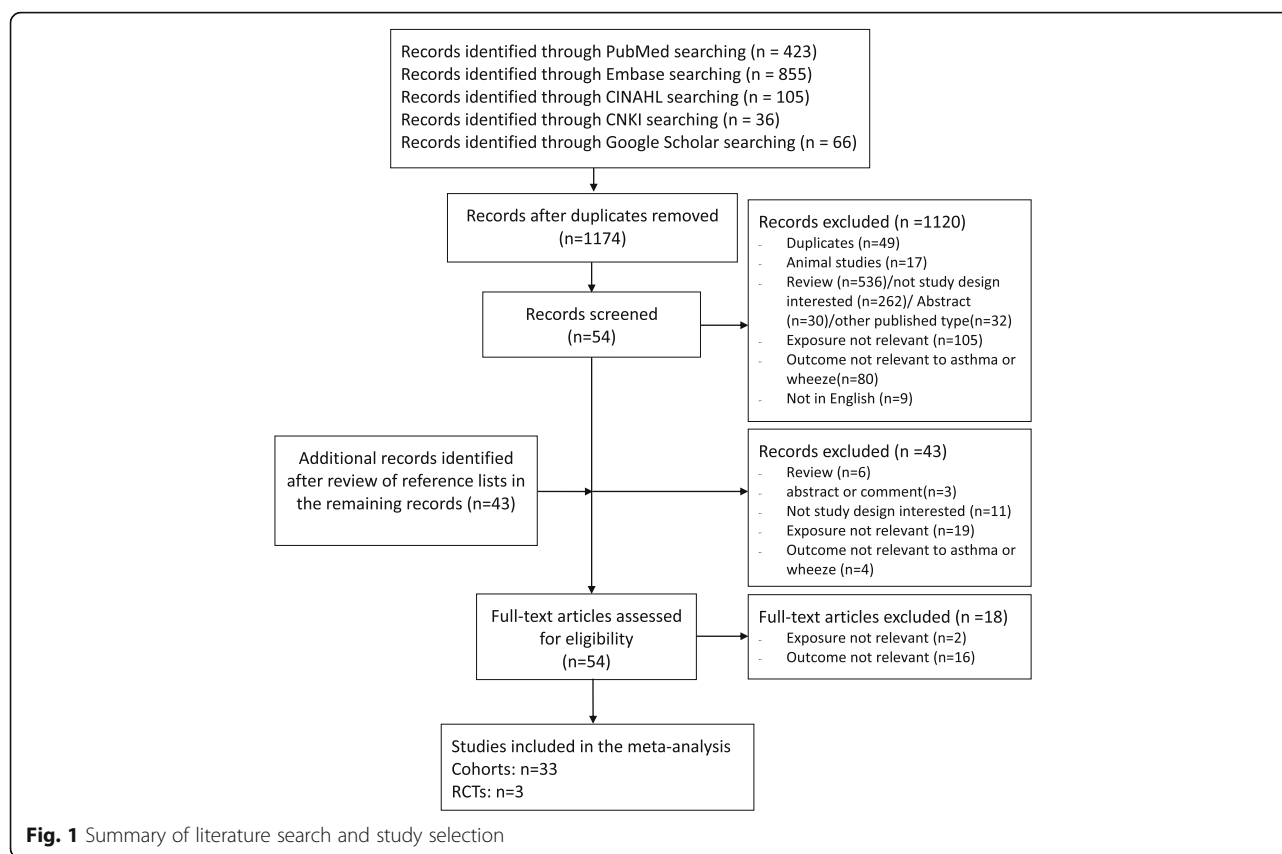 Records identified through PubMed searching (n = 423)
Records identified through Embase searching (n = 855)
Records identified through CINAHL searching (n = 105)
Records identified through CNKI searching (n = 36)
Records identified through Google Scholar searching (n = 66)
Records after duplicates removed
(n=1174)
Records excluded (n =1120)
- Duplicates (n=49)
- Animal studies (n=17)
- Review (n=536)/not study design
interested (n=262)/ Abstract
(n=30)/other published type(n=32)
- Exposure not relevant (n=105)
- Outcome not relevant to asthma or
wheeze(n=80)
- Not in English (n=9)
Records screened
(n=54)
Additional records identified
after review of reference lists in
the remaining records (n=43)
Records excluded (n =43)
- Review (n=6)
- abstract or comment(n=3)
- Not study design interested (n=11)
- Exposure not relevant (n=19)
- Outcome not relevant to asthma or
wheeze (n=4)
Full-text articles assessed
for eligibility
(n=54)
Full-text articles excluded (n =18)
- Exposure not relevant (n=2)
- Outcome not relevant (n=16)
Studies included in the meta-analysis
Cohorts: n=33
RCTs: n=3
Fig. 1 Summary of literature search and study selection